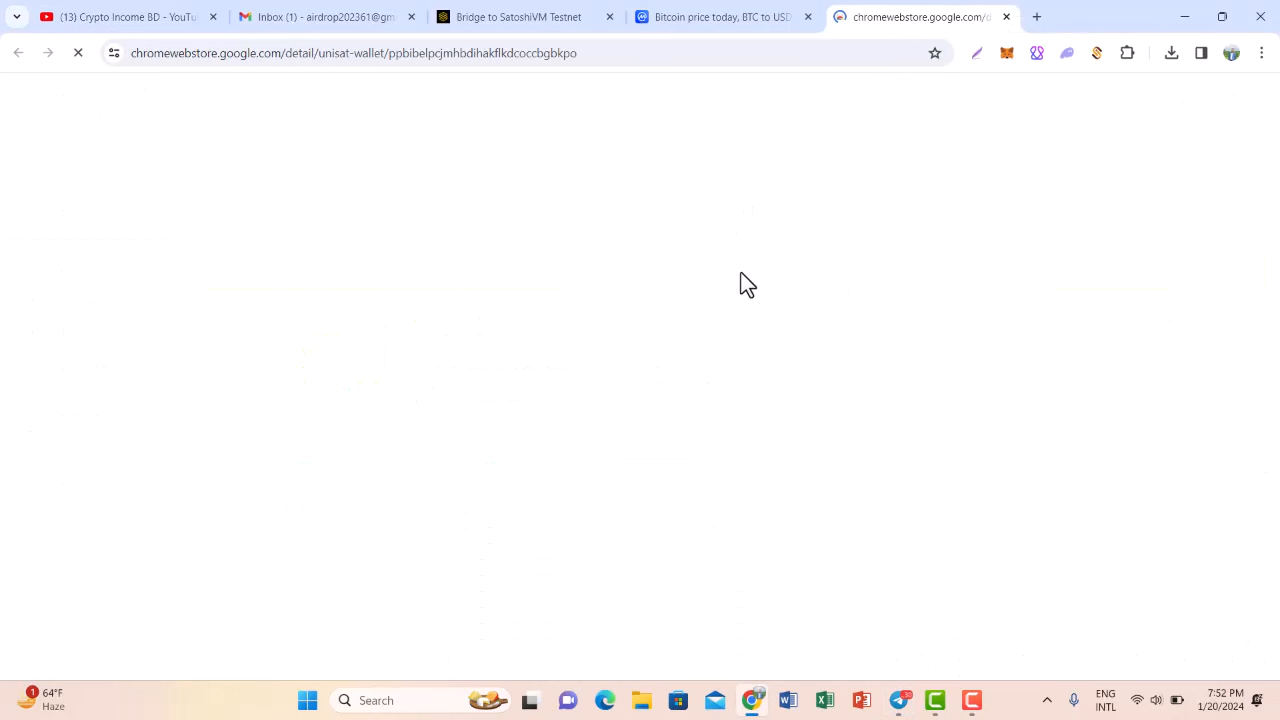 (13) Crypto Income BD - YouTu
Inbox (1) - airdrop202361@gm
Bridge to SatoshiVM Testnet
Bitcoin price today, BTC to USD
chromewebstore.google.com/d
chromewebstore.google.com/detail/unisat-wallet/ppbibelpcjmhbdihakflkdcoccbgbkpo
1
64°F
Haze
Search
30
ENG
INTL
7:52 PM
1/20/2024